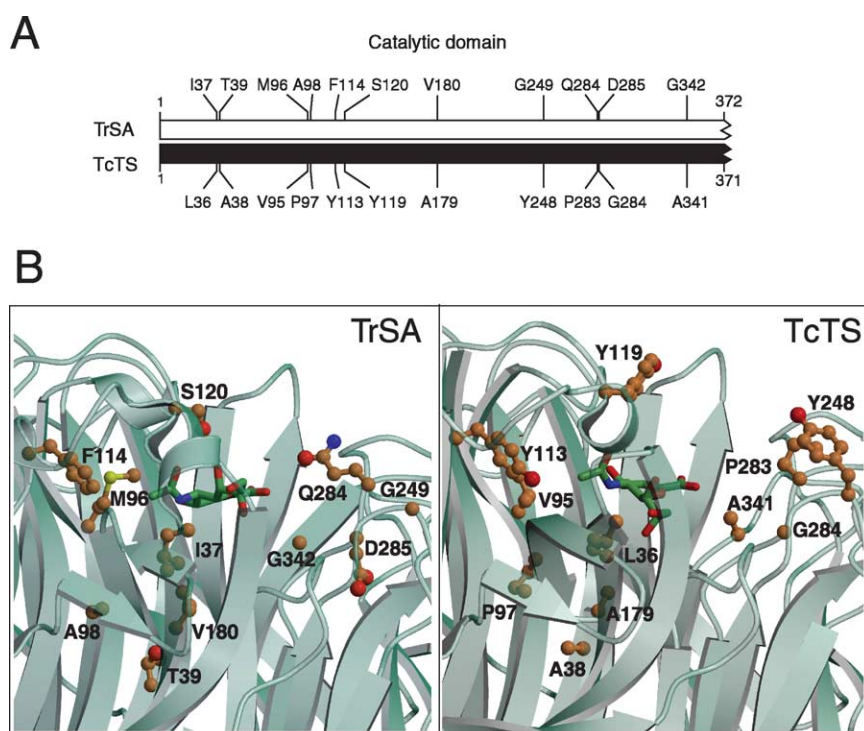 A
Catalytic domain
I37 T39 M96 A98 F114 S120 V180 G249 Q284 D285 G342
1 372
TrSA
TcTS
1 371
L36 A38 V95 P97 Y113 Y119 A179 Y248 P283 G284 A341
B
TrSA
S120
F114
M96
Q284
G249
I37
G342
D285
A98
V180
T39
TcTS
Y119
Y248
Y113
P283
V95
A341
G284
L36
P97
A179
A38